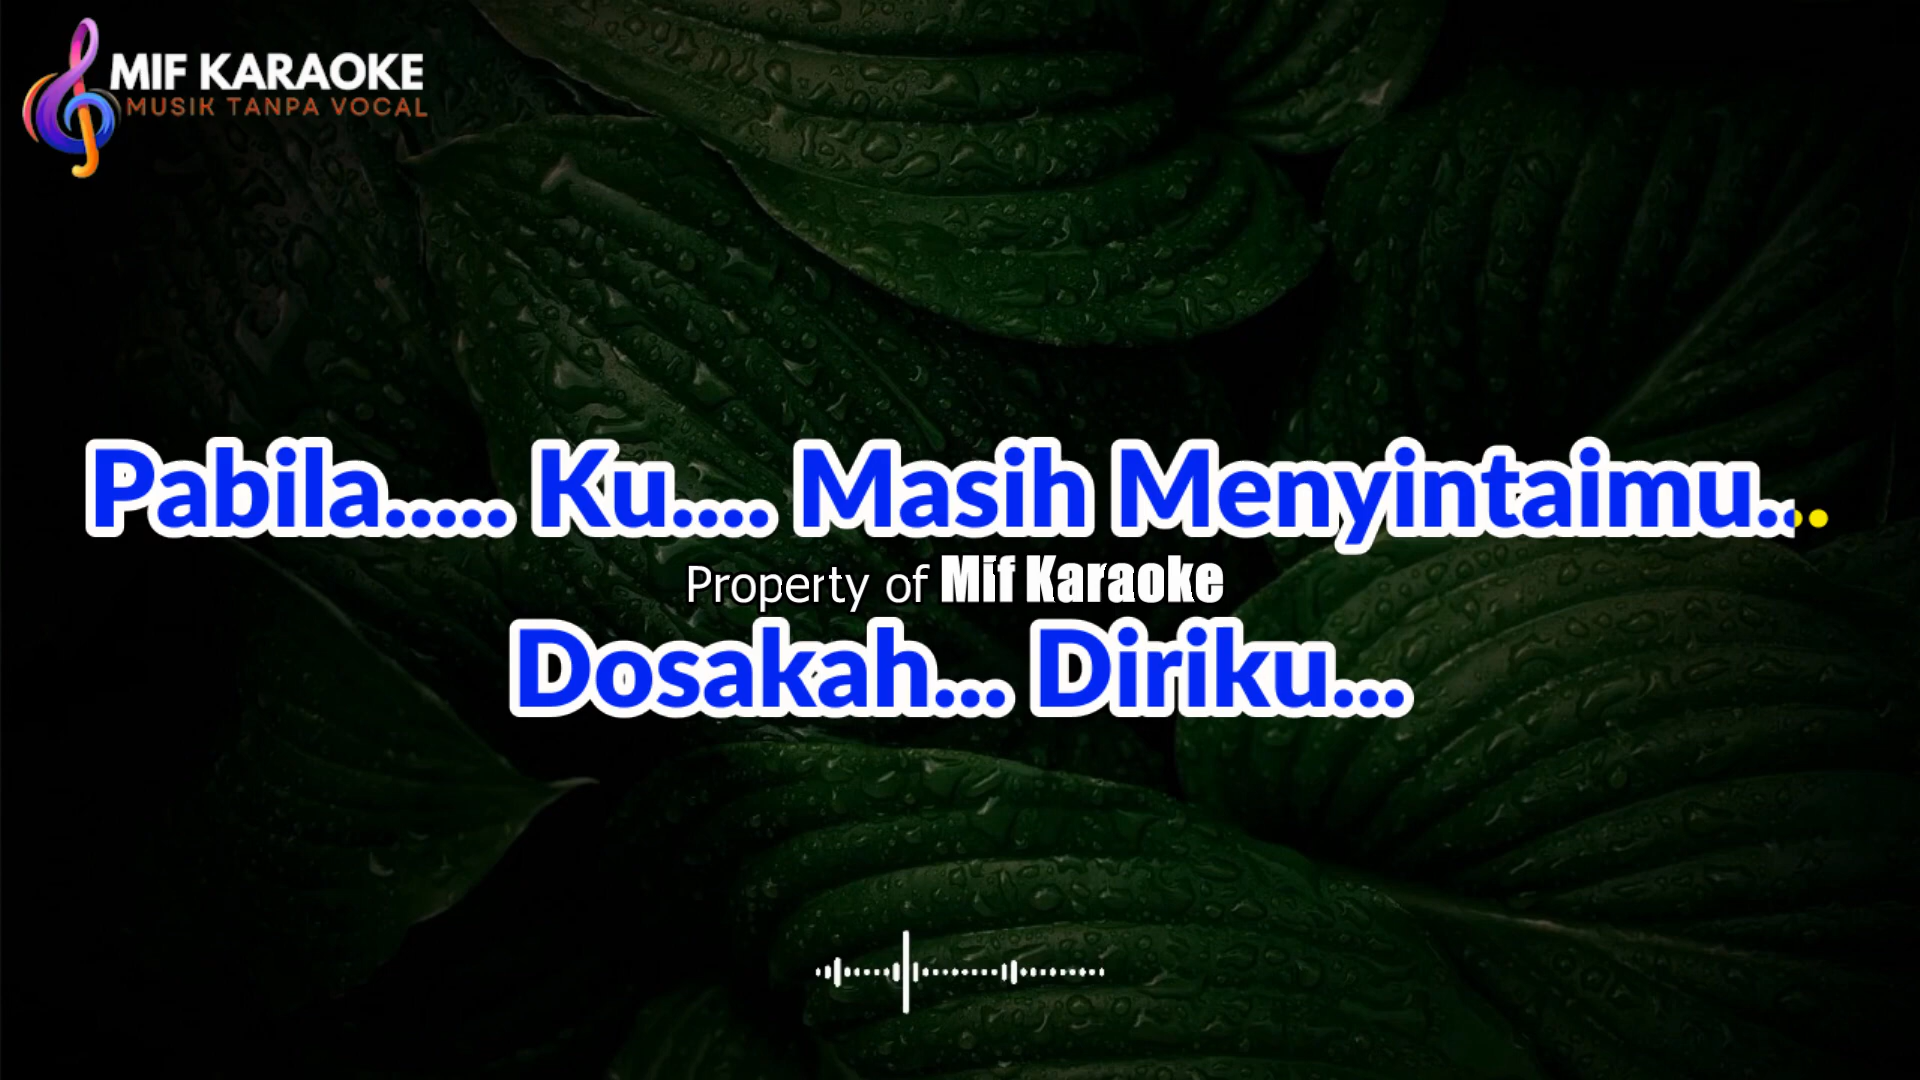 MIF KARAOKE
MUSIK TANPA VOCAL
Pabila..... Ku.... Masih Menyintaimu...
Property of Mif Karaoke
Dosakah... Diriku...